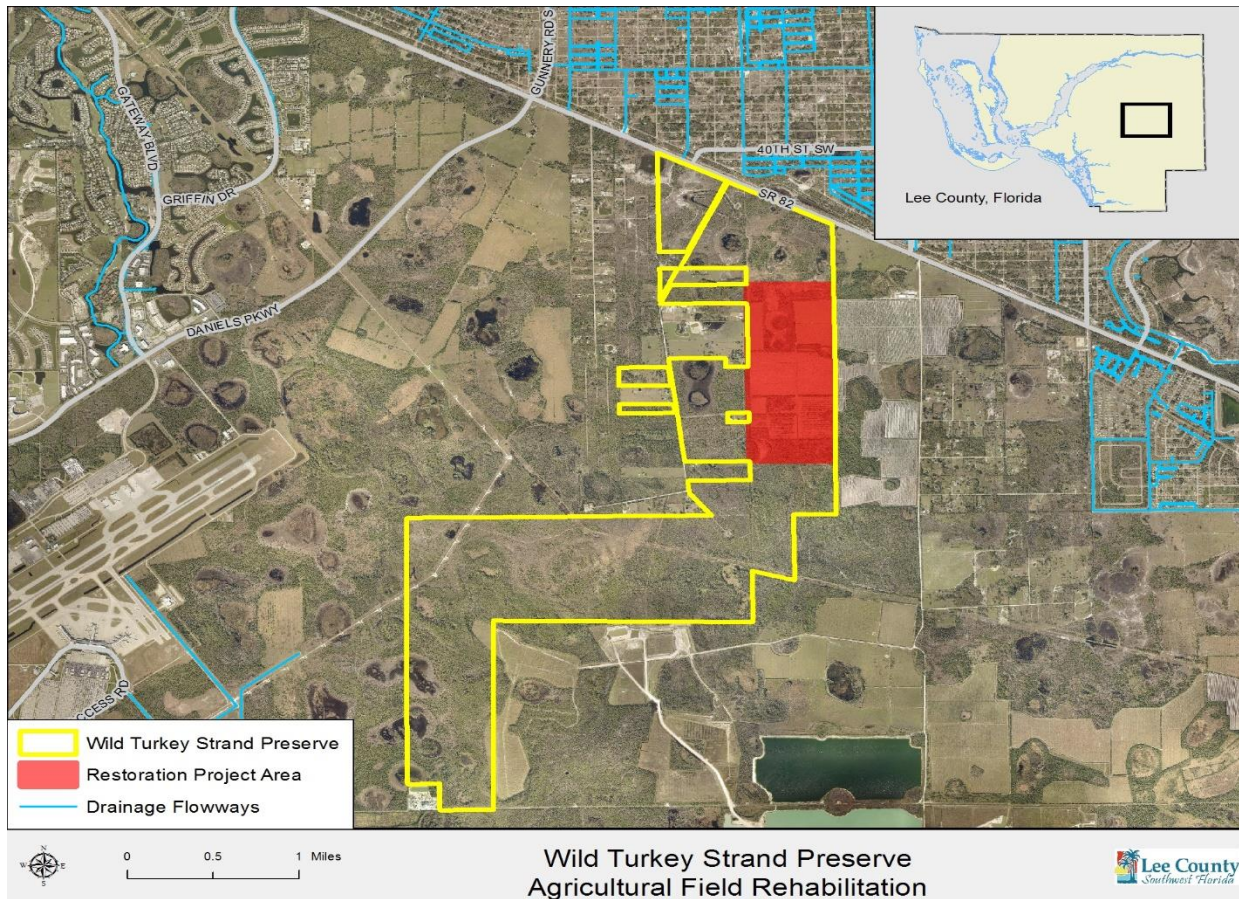 GATEWAY BLVD
GRIFFIN DR
GUNNERY RD S
40TH ST SW
SR 82
DANIELS PKWY
Lee County, Florida
CCESS RD
Wild Turkey Strand Preserve
Restoration Project Area
Drainage Flowways
N
W E
S
0 0.5 1 Miles
Wild Turkey Strand Preserve
Agricultural Field Rehabilitation
Lee County
Southwest Florida